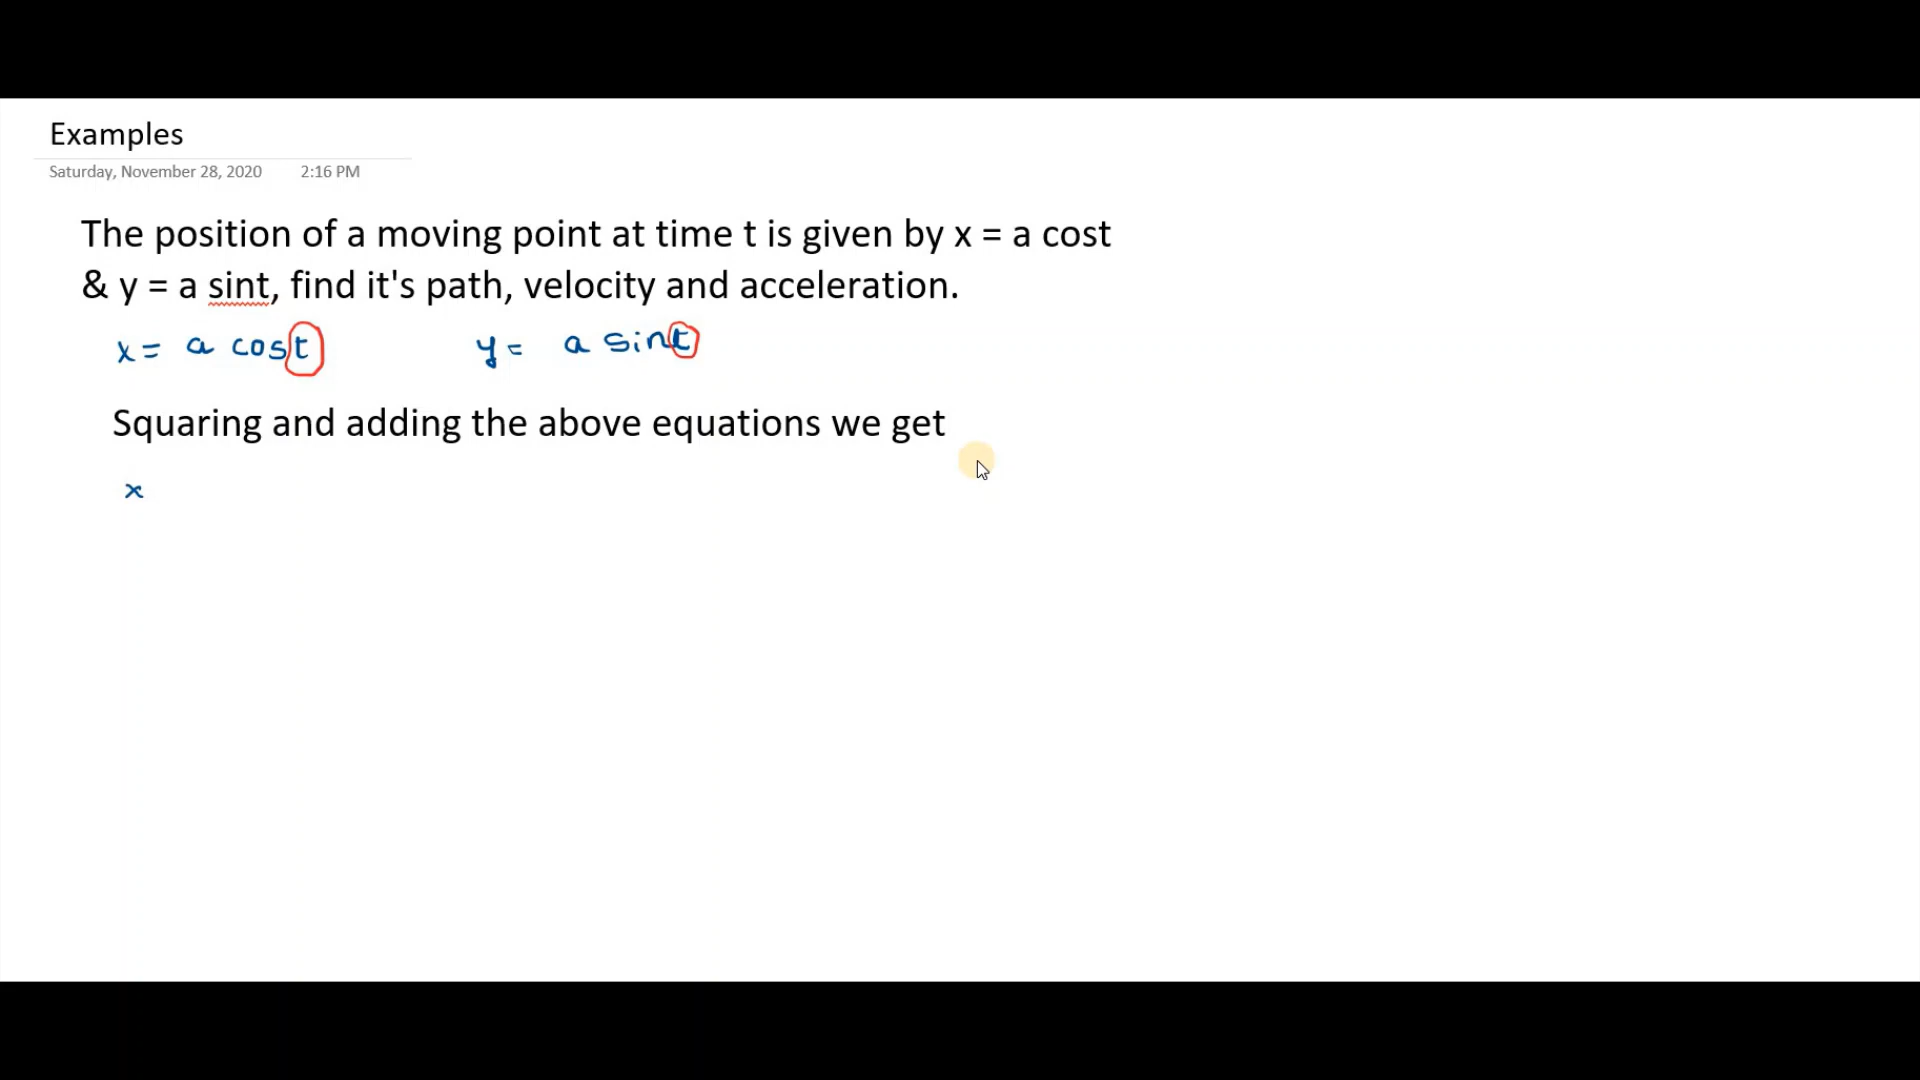 Examples
Saturday, November 28, 2020 2:16 PM
The position of a moving point at time t is given by x = a cost
& y = a sint, find it's path, velocity and acceleration.
x = a cost y = a sint
Squaring and adding the above equations we get
x